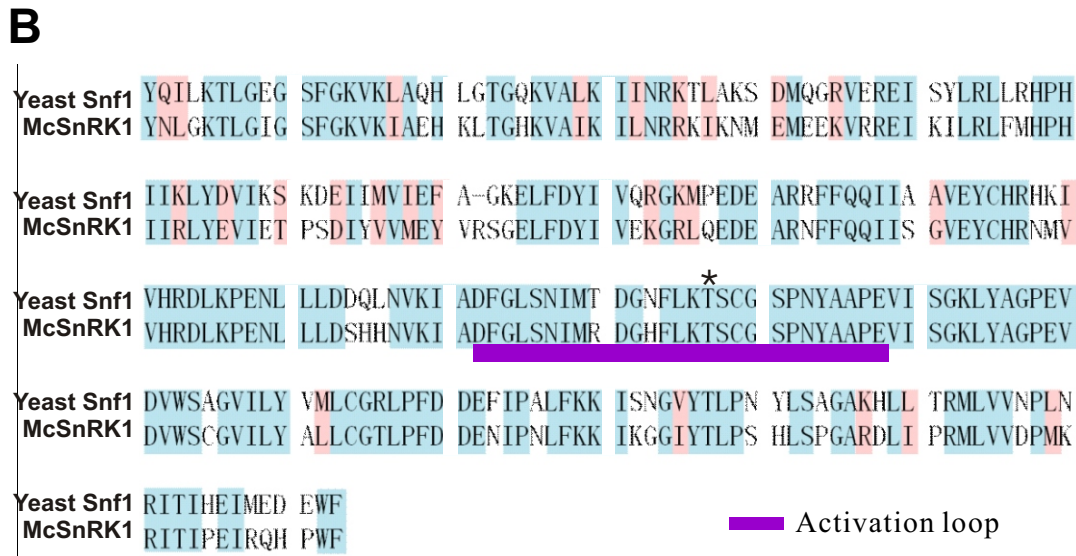 B
Yeast Snf1 YQILKTLGEG SFGKVKLAQH LGTGQKVALK IINRKTLAKS DMQGRVEREI SYLRLLRHPH
McSnRK1 YNLGKTLGIG SFGKVKIAEH KLTGHKVAIK ILNRRKIKNM EMEEKVRREI KILRLFMHPH
Yeast Snf1 IIKLYDVIKS KDEIIMVIEF A-GKELFDYI VQRGKMPEDE ARRFFQQIIA AVEYCHRHKI
McSnRK1 IIRLYEVIET PSDIYVVMEY VRSGELFDYI VEKGRLQEDE ARNFFQQIIS GVEYCHRNMV
*
Yeast Snf1 VHRDLKPENL LLDDQLNVKI ADFGLSNIMT DGNFLKTSCG SPNYAAPEVI SGKLYAGPEV
McSnRK1 VHRDLKPENL LLDSHHNVKI ADFGLSNIMR DGHFLKTSCG SPNYAAPEVI SGKLYAGPEV
Yeast Snf1 DVWSAGVILY VMLCGRLPFD DEFIPALFKK ISNGVYTLPN YLSAGAKHLL TRMLVVNPLN
McSnRK1 DVWSCGVILY ALLCGTLPFD DENIPNLFKK IKGGIYTLPS HLSPGARDLI PRMLVVDPMK
Yeast Snf1 RITIHEIMED EWF
McSnRK1 RITIPEIRQH PWF
Activation loop